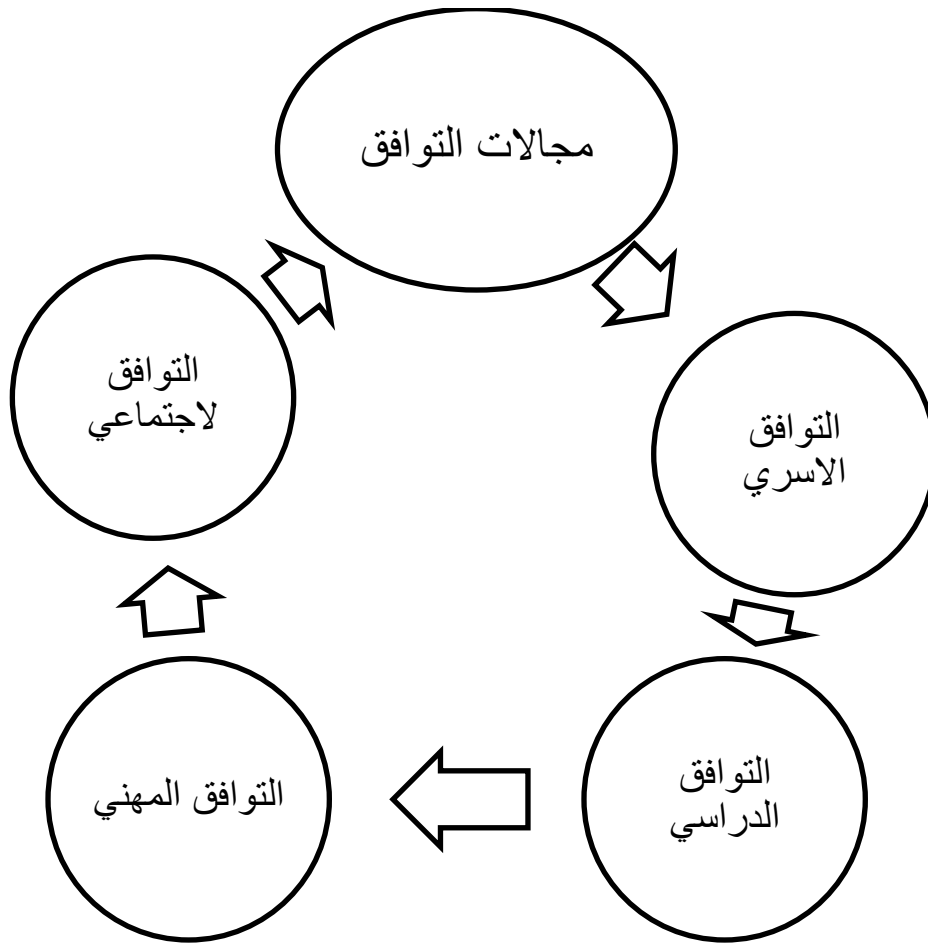 مجالات التوافق
التوافق
الاسري
التوافق
الدراسي
التوافق المهني
التوافق
لاجتماعي